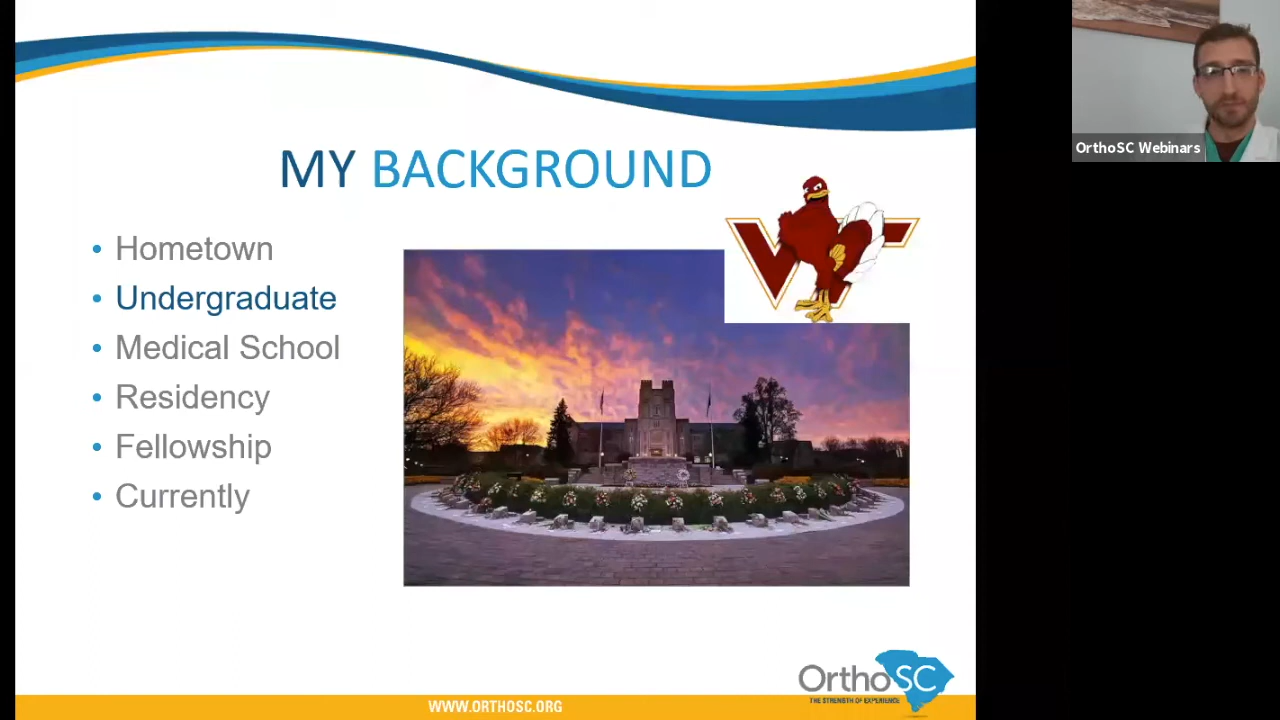 OrthoSC Webinars
MY BACKGROUND
VT
• Hometown
• Undergraduate
• Medical School
• Residency
• Fellowship
• Currently
OrthoSC
THE STRENGTH OF EXPERIENCE
WWW.ORTHOSC.ORG